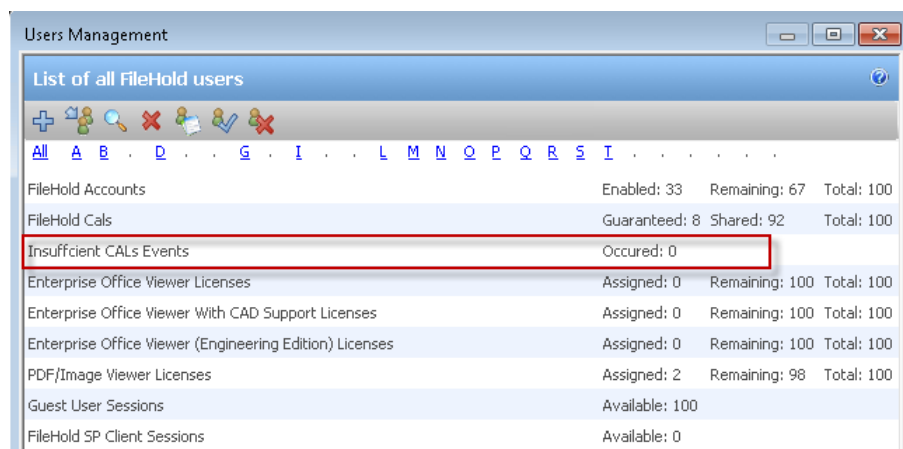 Users Management
List of all FileHold users
All A B . D . . G . I . . L M N O P Q R S T . . . . . .
FileHold Accounts Enabled: 33 Remaining: 67 Total: 100
FileHold Cals Guaranteed: 8 Shared: 92 Total: 100
Insuffcient CALs Events Occured: 0
Enterprise Office Viewer Licenses Assigned: 0 Remaining: 100 Total: 100
Enterprise Office Viewer With CAD Support Licenses Assigned: 0 Remaining: 100 Total: 100
Enterprise Office Viewer (Engineering Edition) Licenses Assigned: 0 Remaining: 100 Total: 100
PDF/Image Viewer Licenses Assigned: 2 Remaining: 98 Total: 100
Guest User Sessions Available: 100
FileHold SP Client Sessions Available: 0